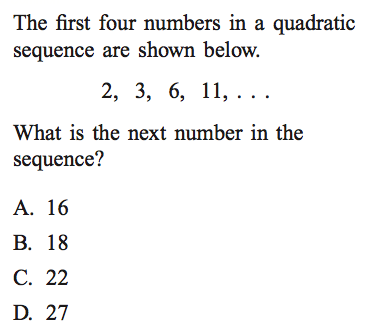 The first four numbers in a quadratic
sequence are shown below.
2, 3, 6, 11, . . .
What is the next number in the
sequence?
A. 16
B. 18
C. 22
D. 27